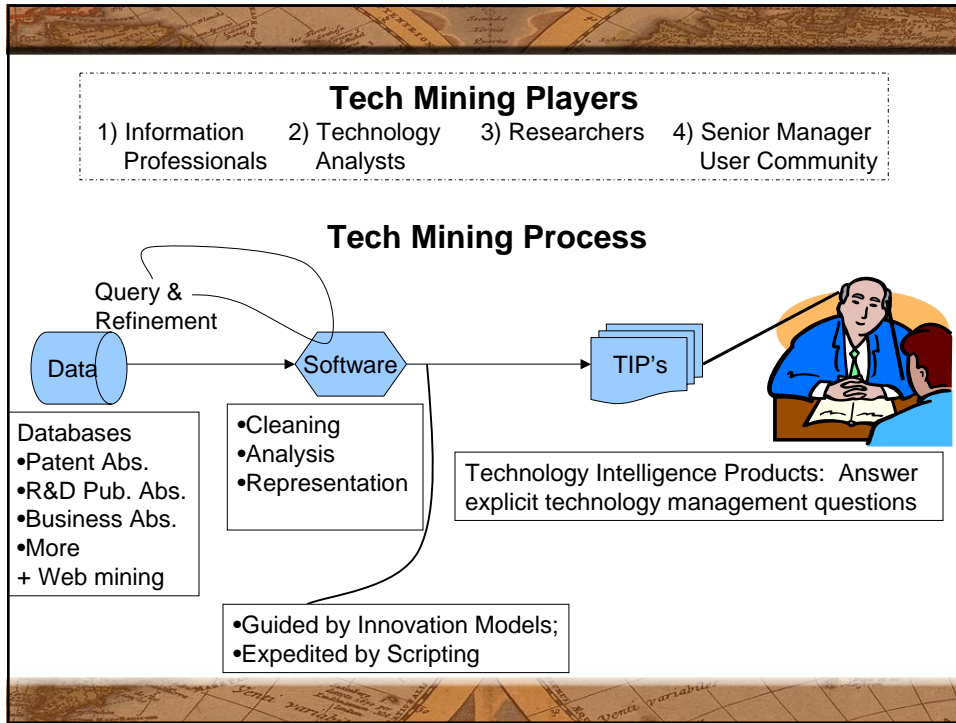 Tech Mining Players
1) Information
Professionals
2) Technology
Analysts
3) Researchers
4) Senior Manager
User Community
Tech Mining Process
Query &
Refinement
Data
Software
TIP's
Databases
•Patent Abs.
•R&D Pub. Abs.
•Business Abs.
•More
+ Web mining
•Cleaning
•Analysis
•Representation
Technology Intelligence Products:  Answer
explicit technology management questions
•Guided by Innovation Models;
•Expedited by Scripting
Venti
variabiles